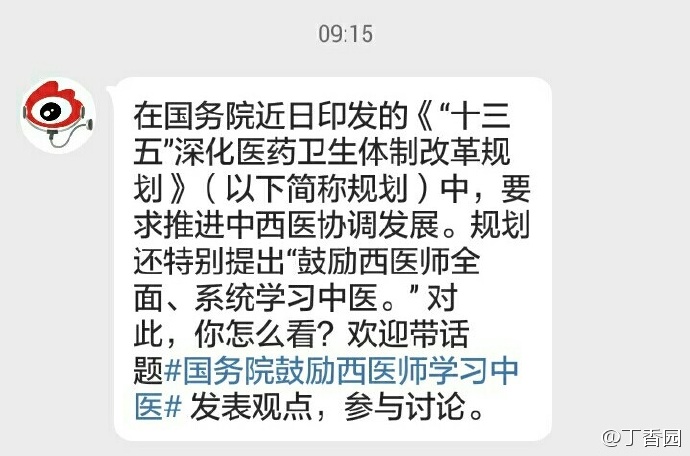 09:15
在国务院近日印发的《“十三
五”深化医药卫生体制改革规
划》（以下简称规划）中，要
求推进中西医协调发展。规划
还特别提出“鼓励西医师全
面、系统学习中医。” 对
此，你怎么看？欢迎带话
题#国务院鼓励西医师学习中
医# 发表观点，参与讨论。
@丁香园